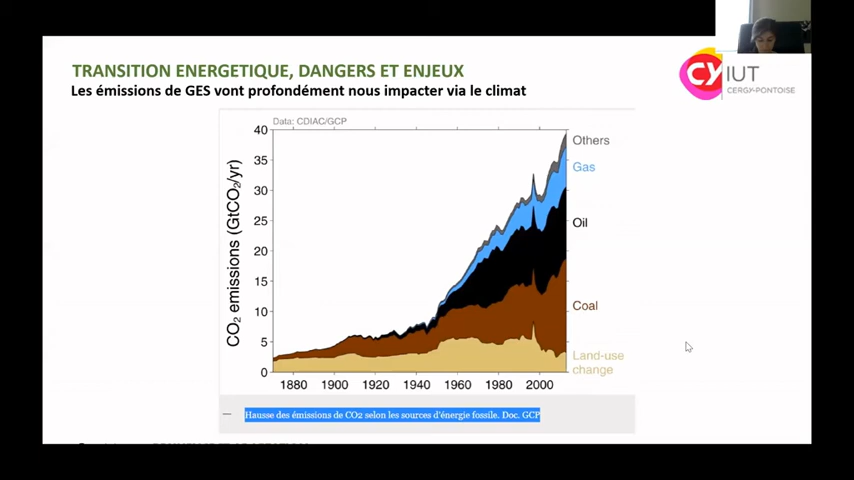 TRANSITION ENERGETIQUE, DANGERS ET ENJEUX
Les émissions de GES vont profondément nous impacter via le climat
CY IUT
CERGY-PONTOISE
Data: CDIAC/GCP
CO₂ emissions (GtCO₂/yr)
40
35
30
25
20
15
10
5
0
1880 1900 1920 1940 1960 1980 2000
Others
Gas
Oil
Coal
Land-use
change
— Hausse des émissions de CO2 selon les sources d'énergie fossile. Doc. GCP